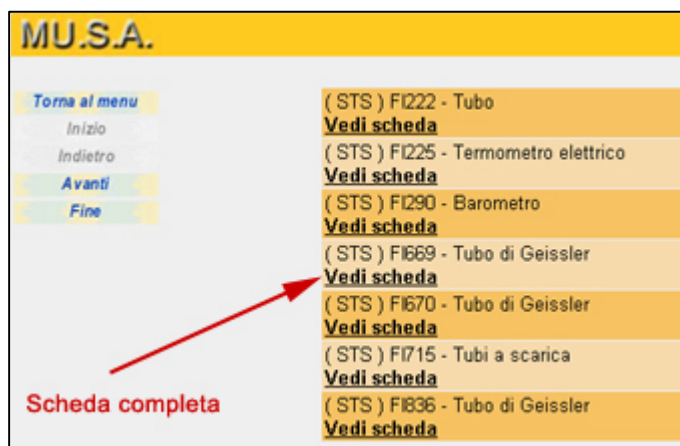 MU.S.A.
Torna al menu
Inizio
Indietro
Avanti
Fine
( STS ) FI222 - Tubo
Vedi scheda
( STS ) FI225 - Termometro elettrico
Vedi scheda
( STS ) FI290 - Barometro
Vedi scheda
( STS ) FI669 - Tubo di Geissler
Vedi scheda
( STS ) FI670 - Tubo di Geissler
Vedi scheda
( STS ) FI715 - Tubi a scarica
Vedi scheda
( STS ) FI836 - Tubo di Geissler
Vedi scheda
Scheda completa